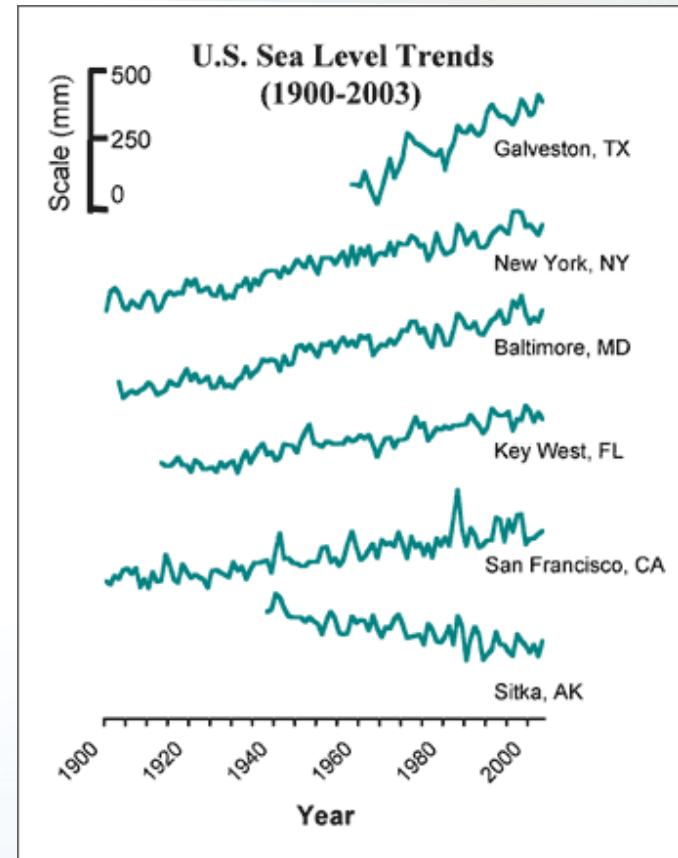 U.S. Sea Level Trends
(1900-2003)
Scale (mm)
500
250
0
Galveston, TX
New York, NY
Baltimore, MD
Key West, FL
San Francisco, CA
Sitka, AK
1900
1920
1940
1960
1980
2000
Year